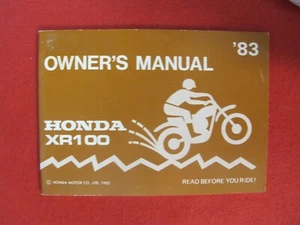 OWNER'S MANUAL
'83
HONDA
XR100
© HONDA MOTOR CO., LTD. 1982
READ BEFORE YOU RIDE!